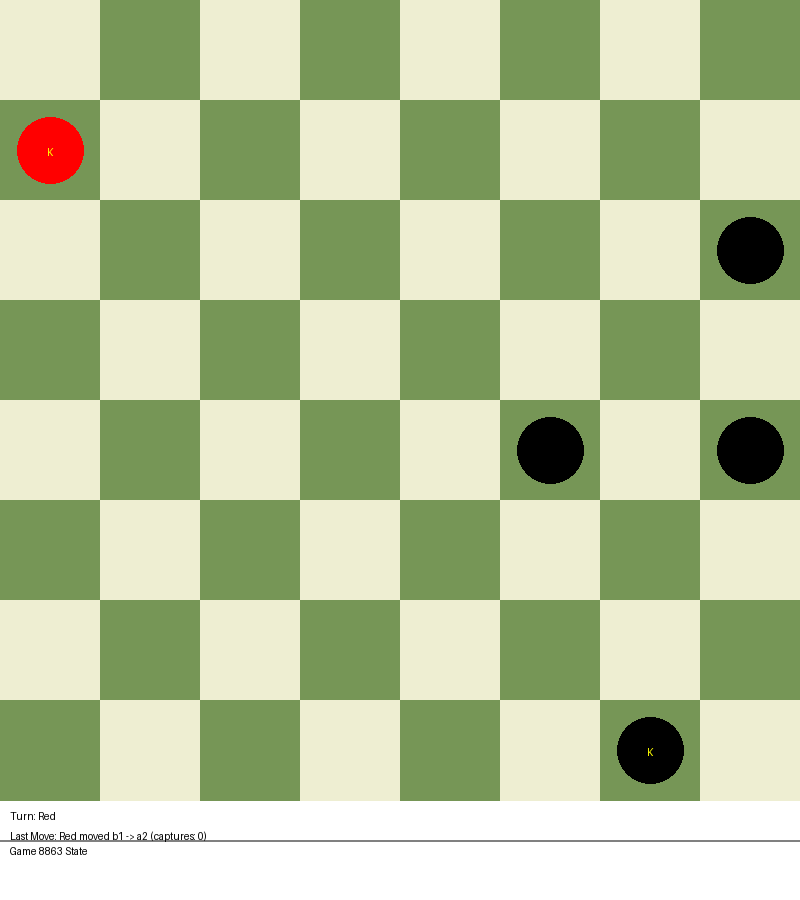 K
K
Turn: Red
Last Move: Red moved b1 -> a2 (captures: 0)
Game 8863 State